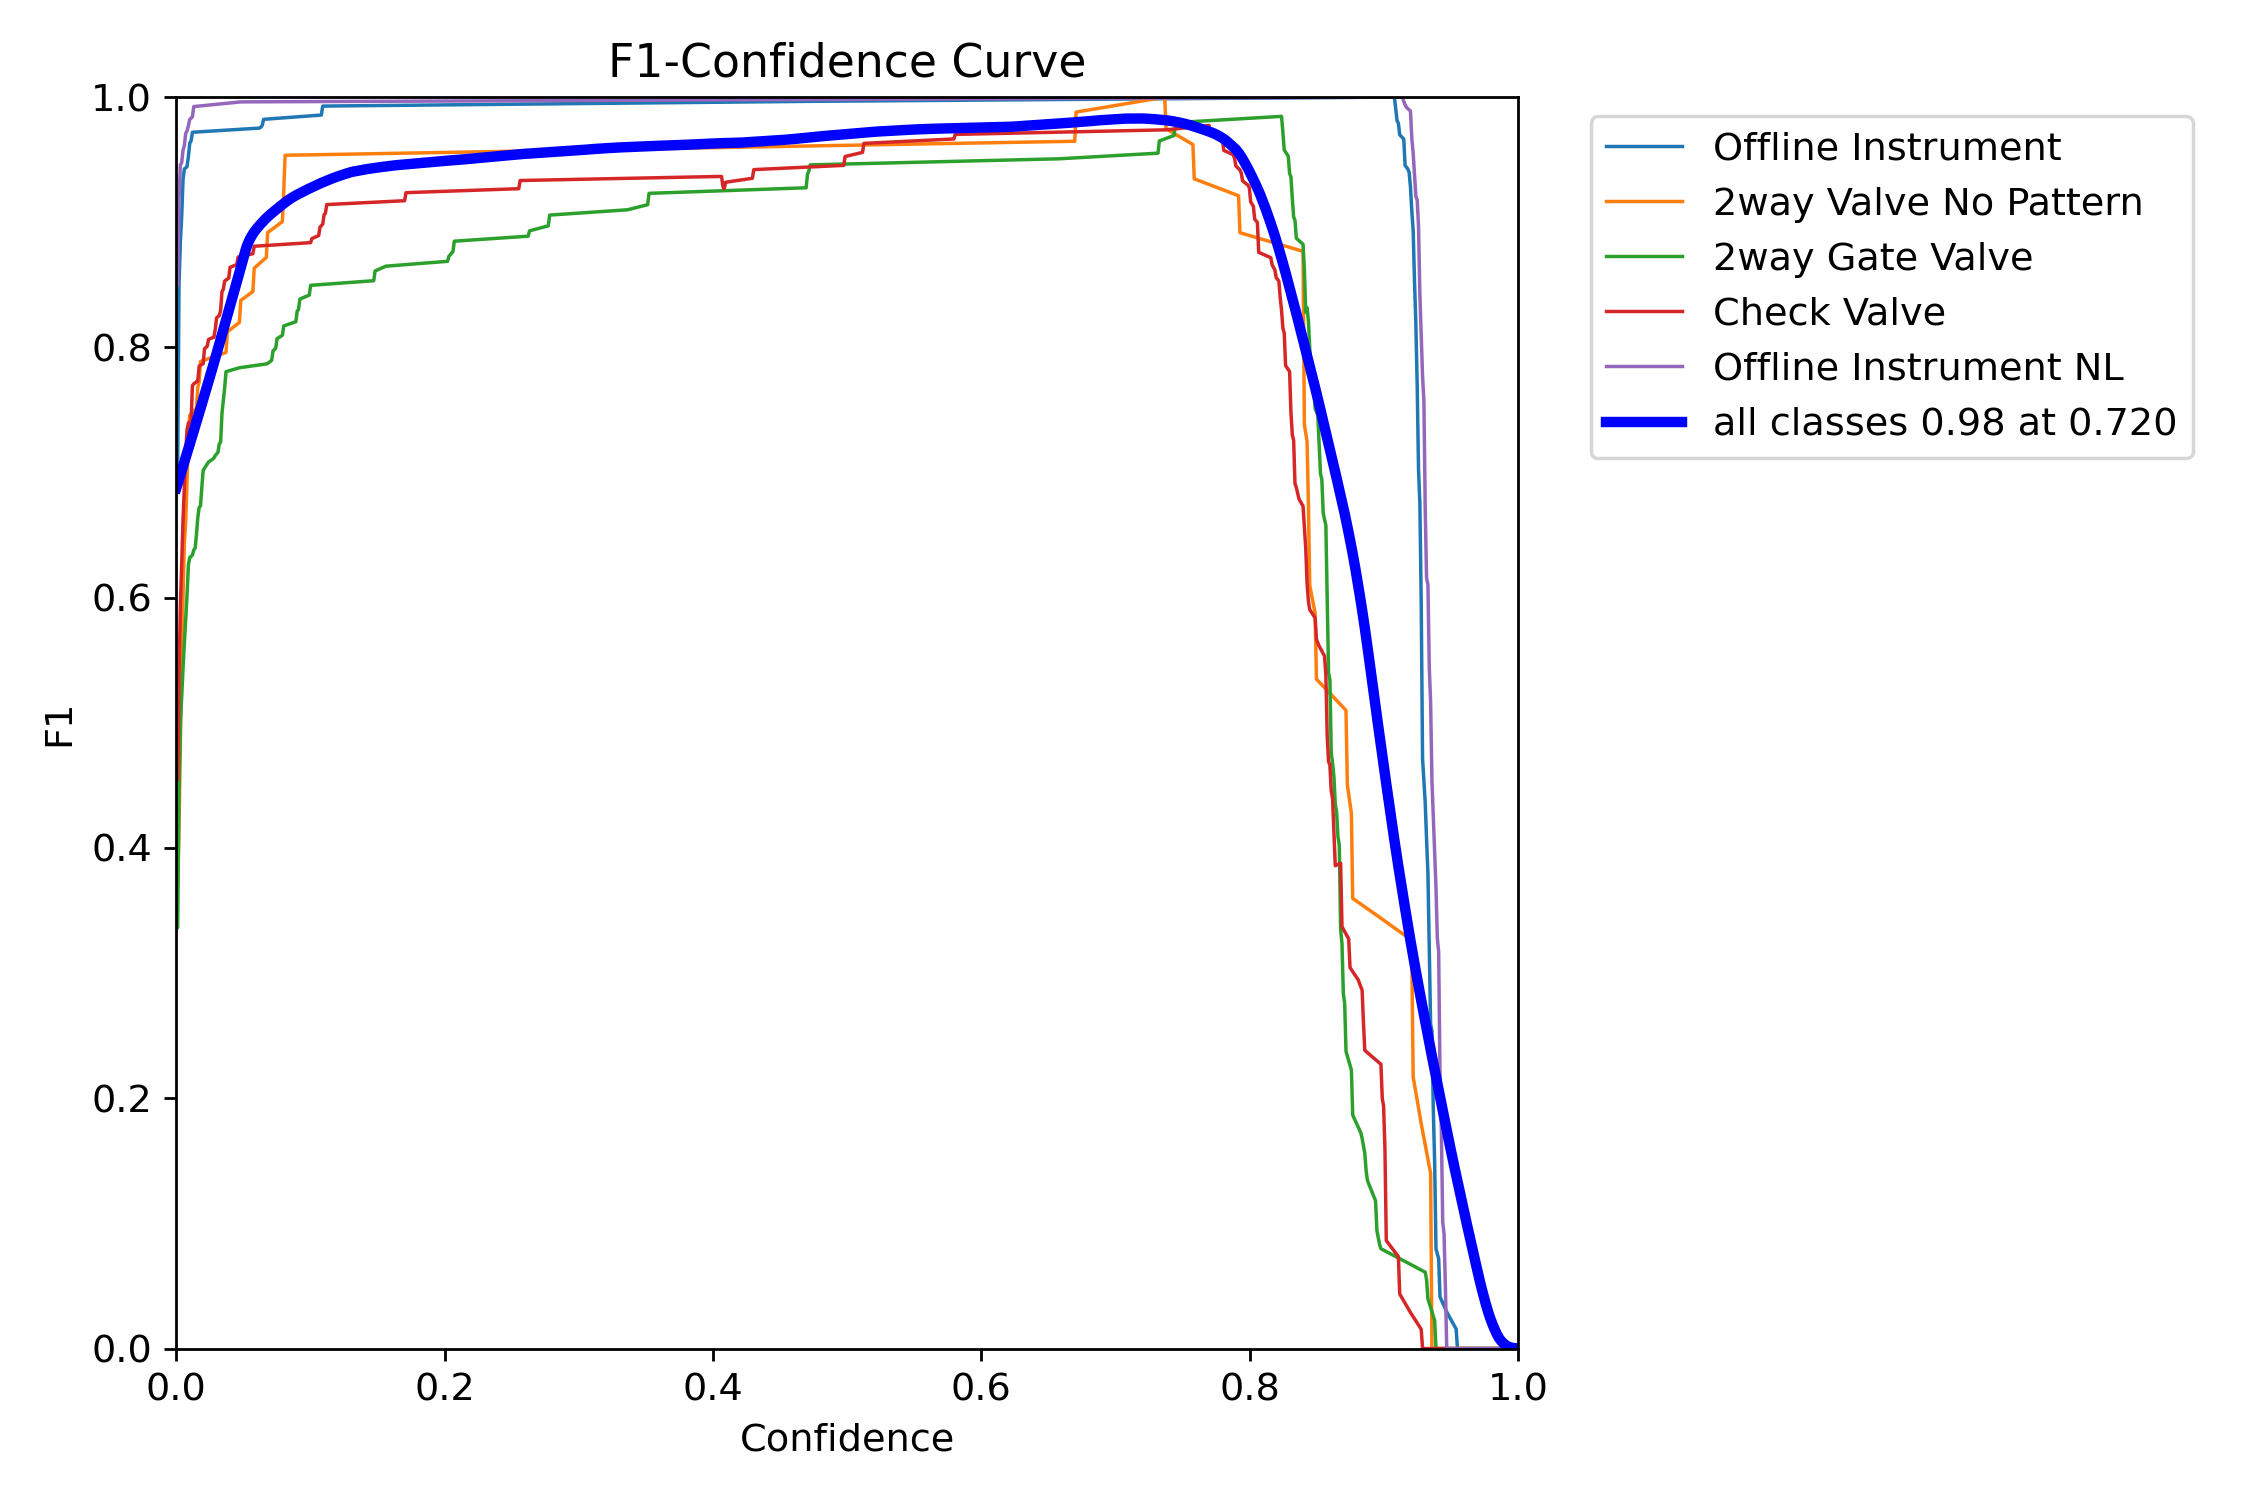 F1-Confidence Curve
1.0
0.8
0.6
0.4
0.2
0.0
F1
0.0 0.2 0.4 0.6 0.8 1.0
Confidence
Offline Instrument
2way Valve No Pattern
2way Gate Valve
Check Valve
Offline Instrument NL
all classes 0.98 at 0.720